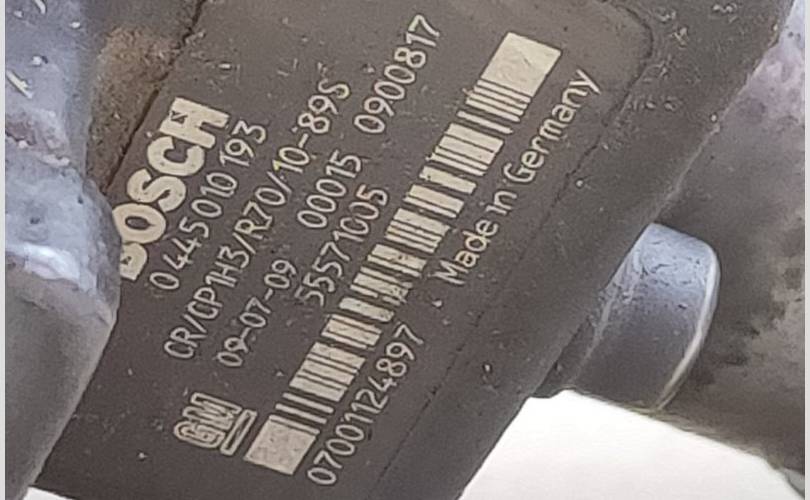 BOSCH
0 445 010 193
CR/CP1H3/R70/10-89S
09-07-09 00015 0900817
55571005
GM
07001124897 Made in Germany